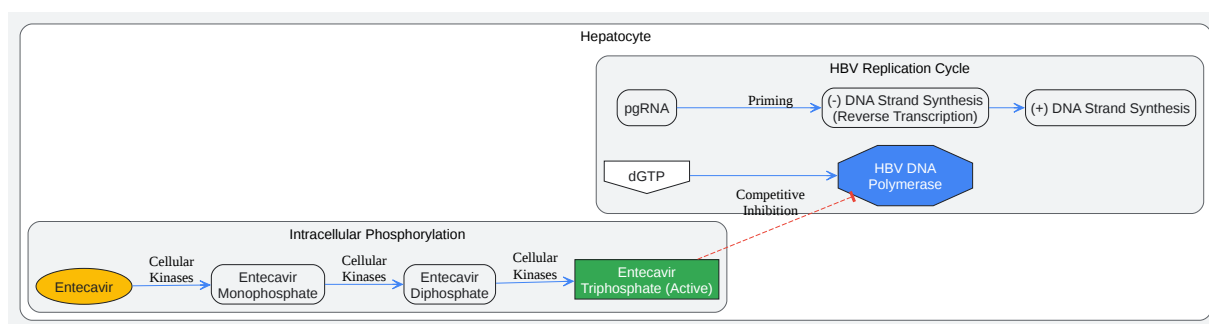 Hepatocyte
HBV Replication Cycle
pgRNA
Priming
(-) DNA Strand Synthesis
(Reverse Transcription)
(+) DNA Strand Synthesis
dGTP
HBV DNA
Polymerase
Competitive
Inhibition
Intracellular Phosphorylation
Entecavir
Cellular
Kinases
Entecavir
Monophosphate
Cellular
Kinases
Entecavir
Diphosphate
Cellular
Kinases
Entecavir
Triphosphate (Active)